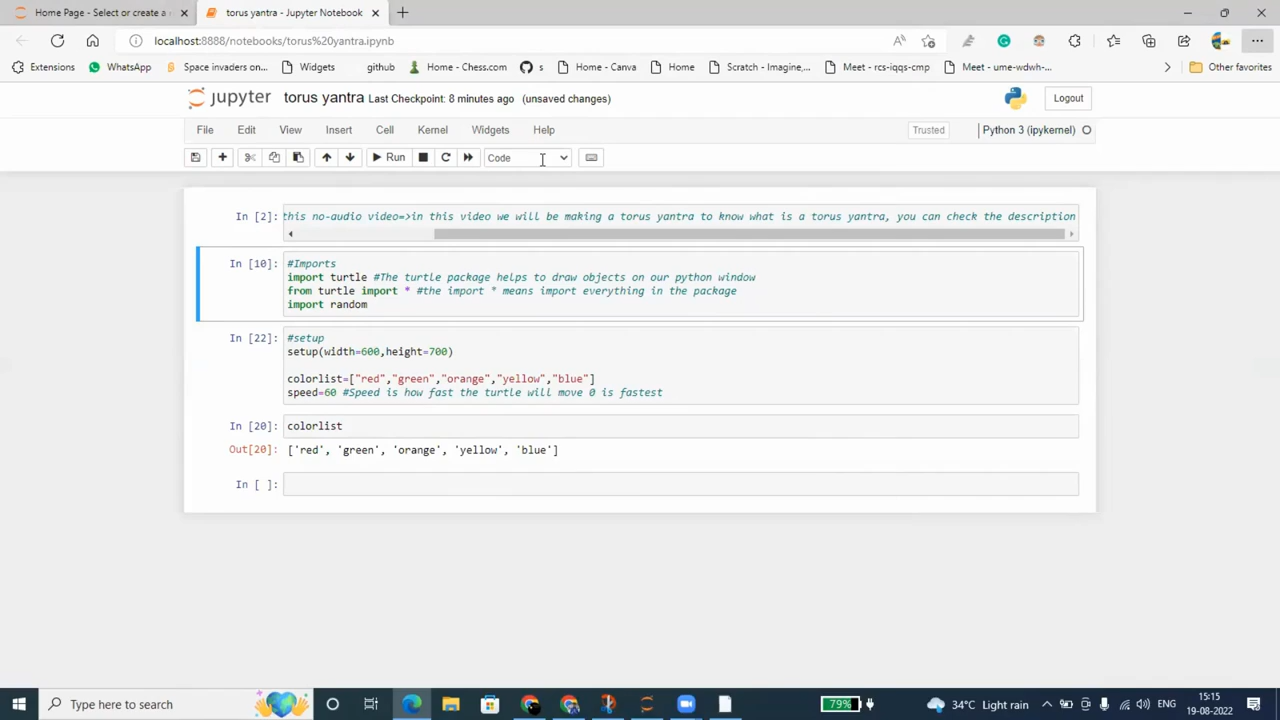 Home Page - Select or create a
torus yantra - Jupyter Notebook
localhost:8888/notebooks/torus%20yantra.ipynb
Extensions
WhatsApp
Space invaders on...
Widgets
github
Home - Chess.com
s
Home - Canva
Home
Scratch - Imagine,...
Meet - rcs-iqqs-cmp
Meet - ume-wdwh-...
Other favorites
jupyter torus yantra Last Checkpoint: 8 minutes ago (unsaved changes)
Logout
File Edit View Insert Cell Kernel Widgets Help
Trusted
Python 3 (ipykernel)
Run
Code
In [2]: this no-audio video=>in this video we will be making a torus yantra to know what is a torus yantra, you can check the description
In [10]: #Imports
import turtle #The turtle package helps to draw objects on our python window
from turtle import * #the import * means import everything in the package
import random
In [22]: #setup
setup(width=600,height=700)
colorlist=["red","green","orange","yellow","blue"]
speed=60 #Speed is how fast the turtle will move 0 is fastest
In [20]: colorlist
Out[20]: ['red', 'green', 'orange', 'yellow', 'blue']
In [ ]:
Type here to search
79%
34°C Light rain
ENG
15:15
19-08-2022